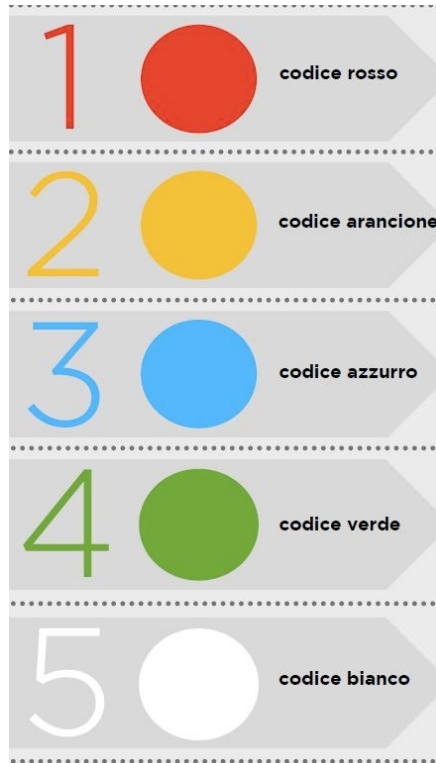 1 codice rosso
2 codice arancione
3 codice azzurro
4 codice verde
5 codice bianco